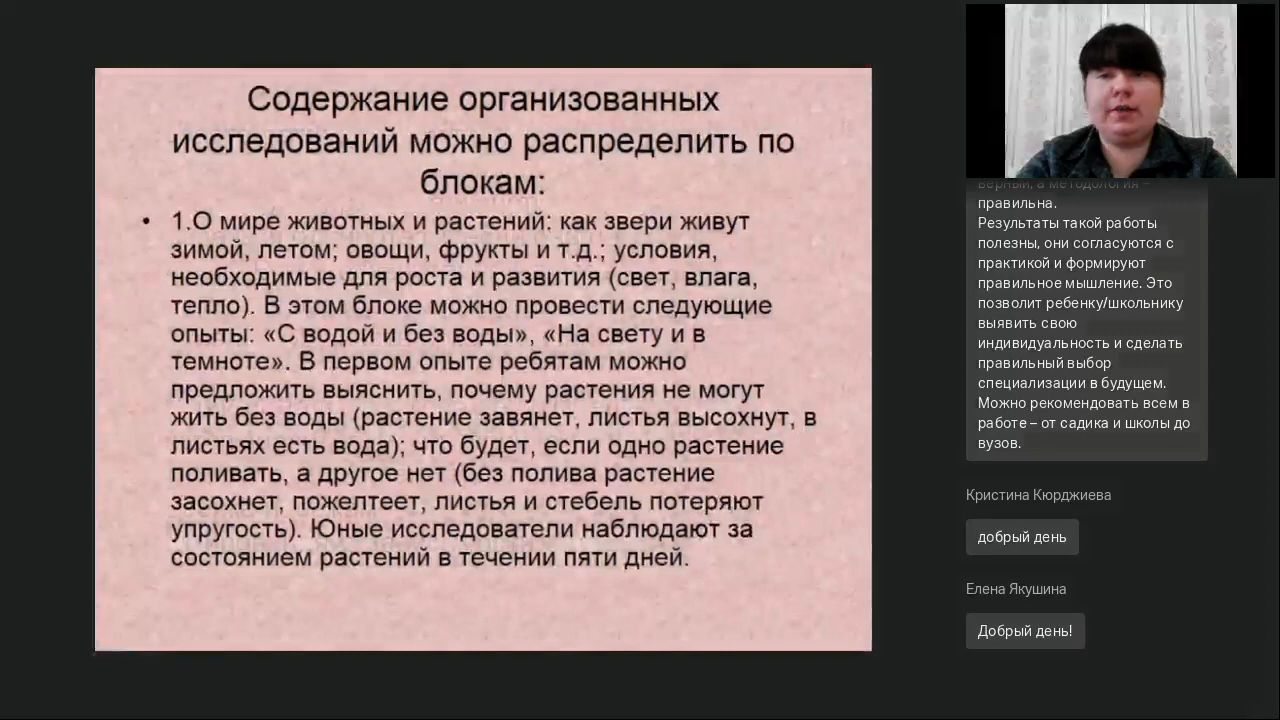 Содержание организованных
исследований можно распределить по
блокам:
• 1.О мире животных и растений: как звери живут
зимой, летом; овощи, фрукты и т.д.; условия,
необходимые для роста и развития (свет, влага,
тепло). В этом блоке можно провести следующие
опыты: «С водой и без воды», «На свету и в
темноте». В первом опыте ребятам можно
предложить выяснить, почему растения не могут
жить без воды (растение завянет, листья высохнут, в
листьях есть вода); что будет, если одно растение
поливать, а другое нет (без полива растение
засохнет, пожелтеет, листья и стебель потеряют
упругость). Юные исследователи наблюдают за
состоянием растений в течении пяти дней.
верный, а методология –
правильна.
Результаты такой работы
полезны, они согласуются с
практикой и формируют
правильное мышление. Это
позволит ребенку/школьнику
выявить свою
индивидуальность и сделать
правильный выбор
специализации в будущем.
Можно рекомендовать всем в
работе – от садика и школы до
вузов.
Кристина Кюрджиева
добрый день
Елена Якушина
Добрый день!